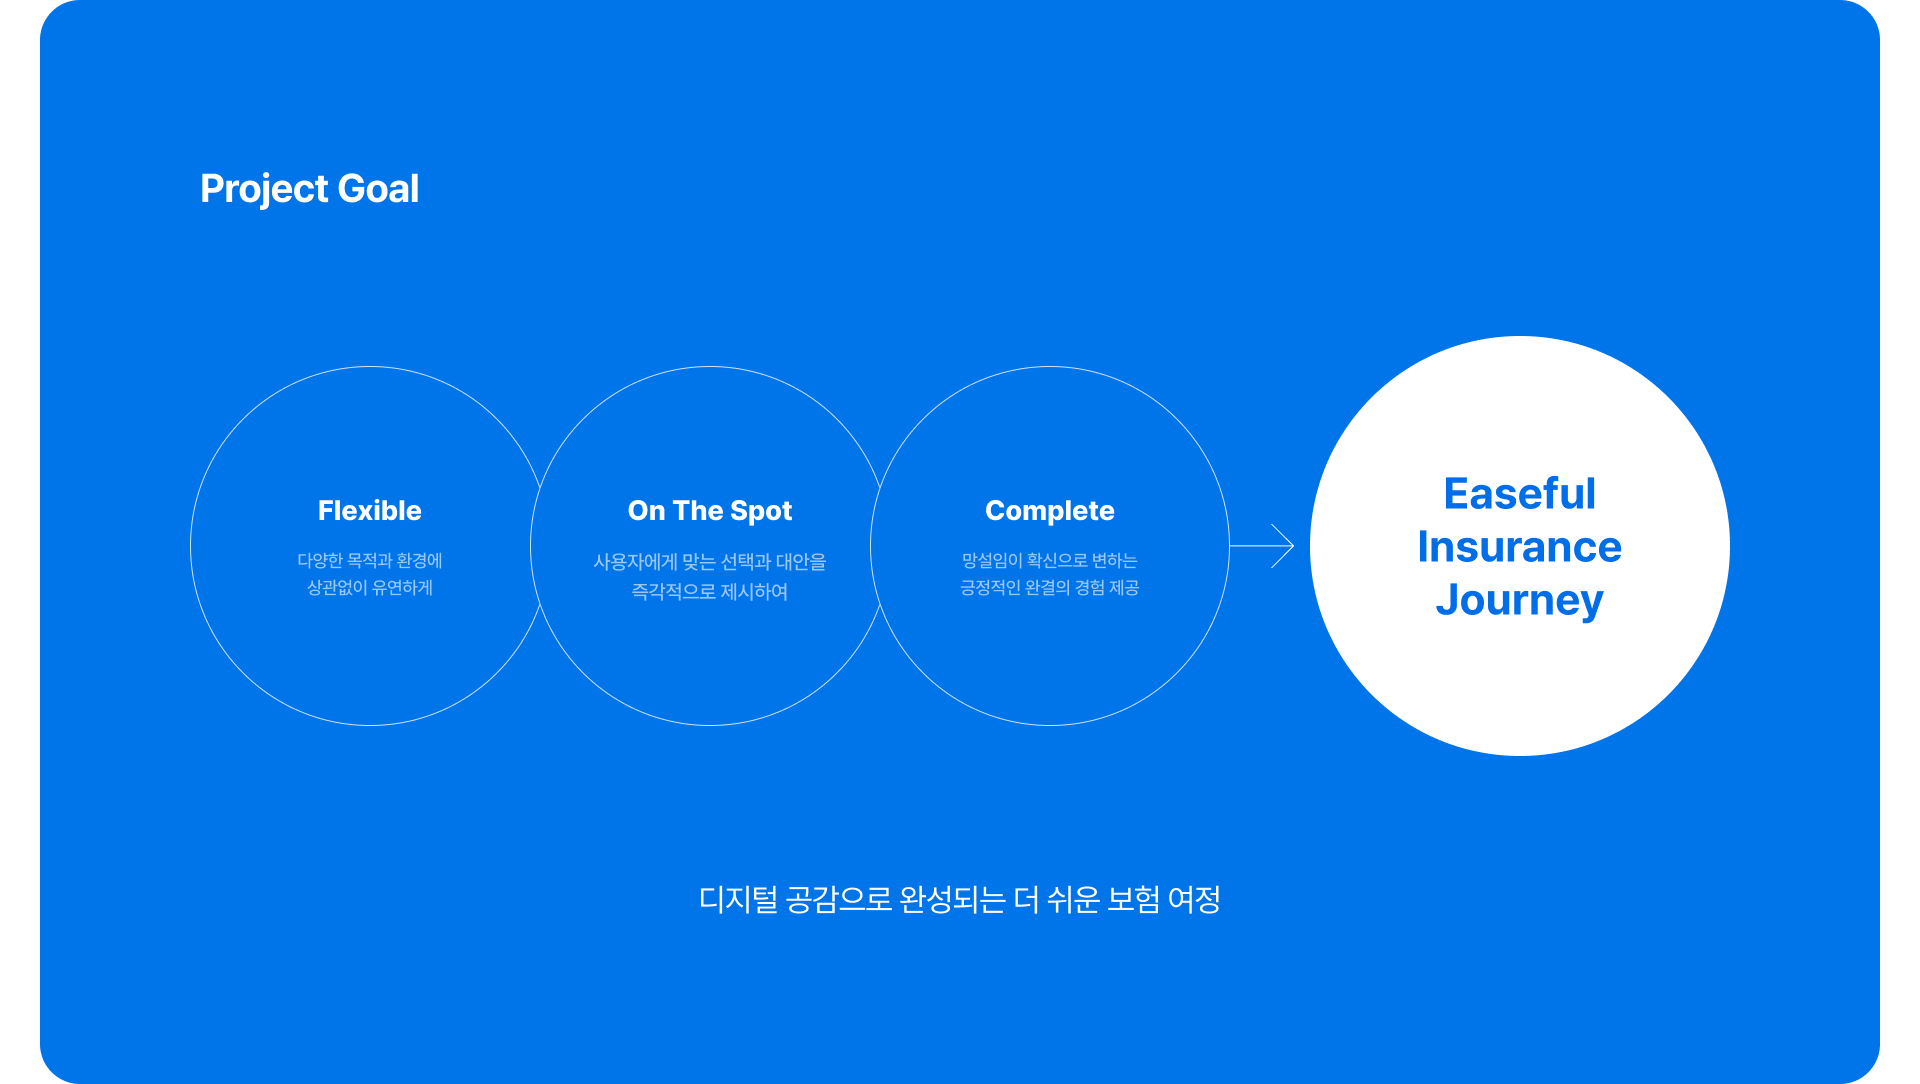 Project Goal
Flexible
다양한 목적과 환경에
상관없이 유연하게
On The Spot
사용자에게 맞는 선택과 대안을
즉각적으로 제시하여
Complete
망설임이 확신으로 변하는
긍정적인 완결의 경험 제공
Easeful
Insurance
Journey
디지털 공감으로 완성되는 더 쉬운 보험 여정